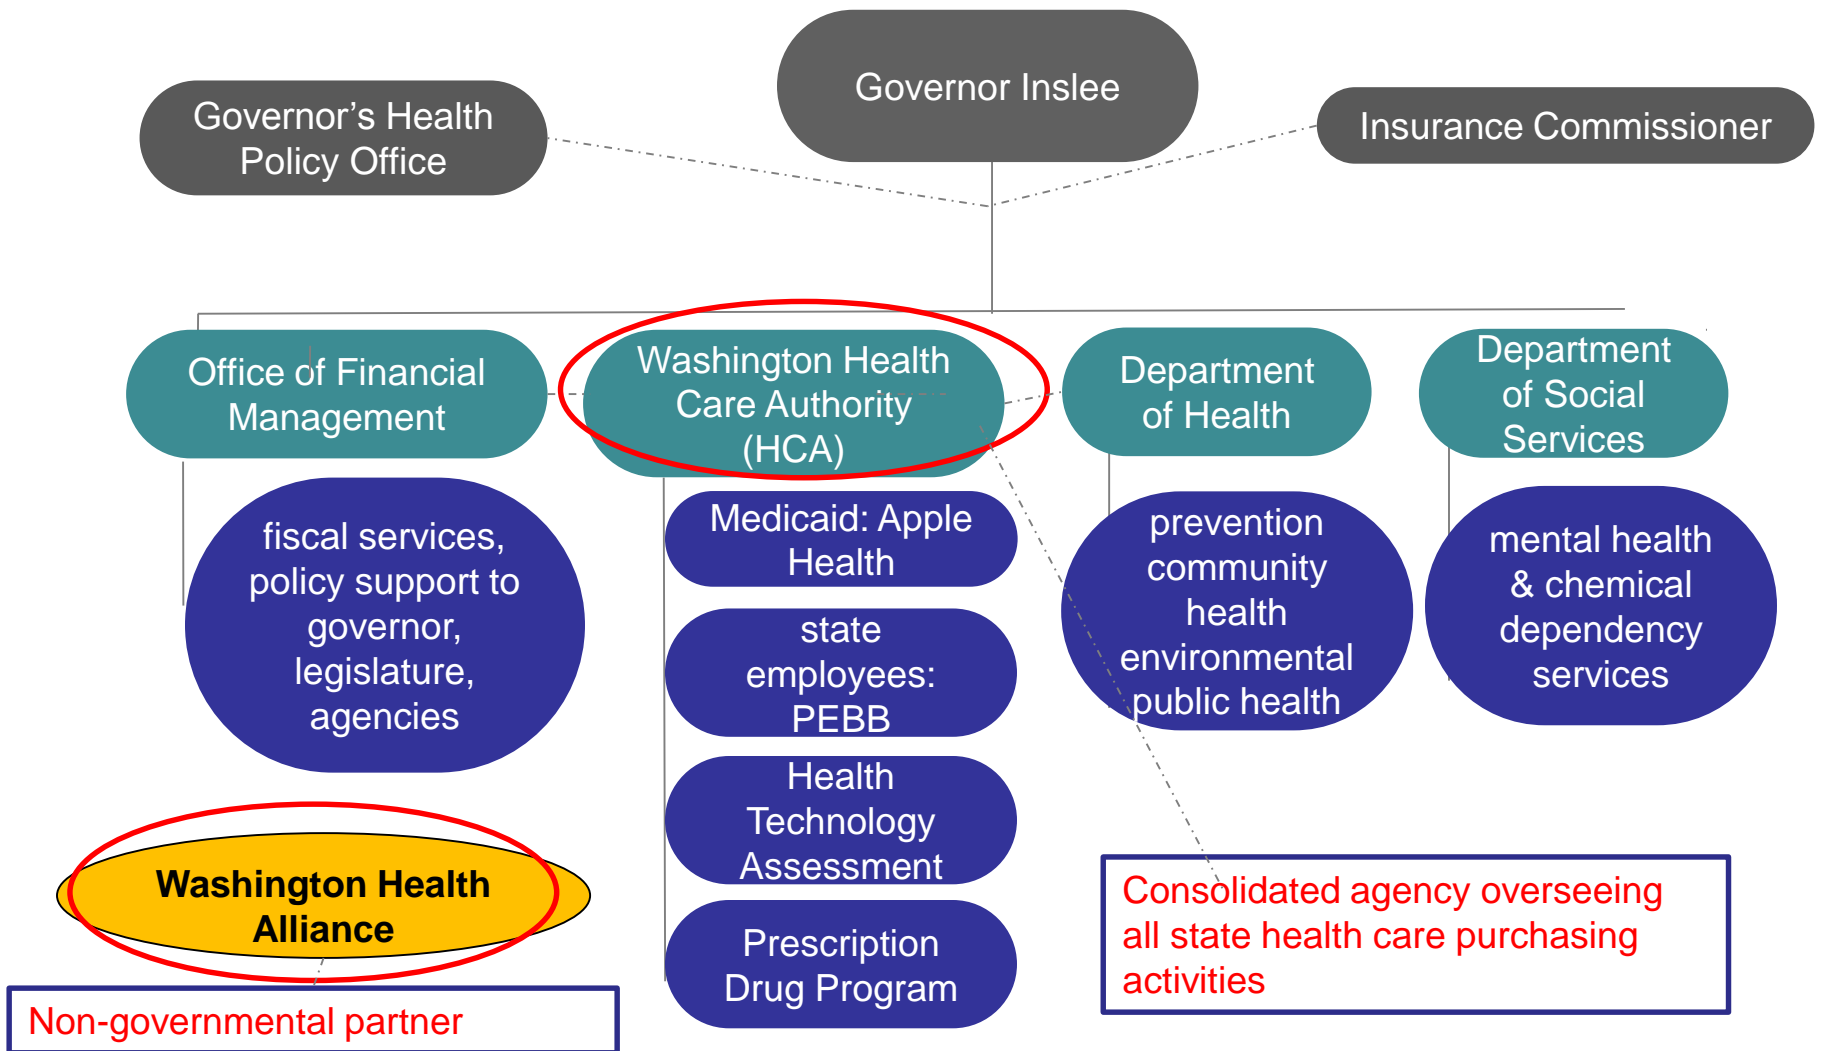 Governor Inslee
Governor’s Health
Policy Office
Insurance Commissioner
Office of Financial
Management
Washington Health
Care Authority
(HCA)
Department
of Health
Department
of Social
Services
fiscal services,
policy support to
governor,
legislature,
agencies
Medicaid: Apple
Health
state
employees:
PEBB
Health
Technology
Assessment
Prescription
Drug Program
prevention
community
health
environmental
public health
mental health
& chemical
dependency
services
Washington Health
Alliance
Non-governmental partner
Consolidated agency overseeing
all state health care purchasing
activities